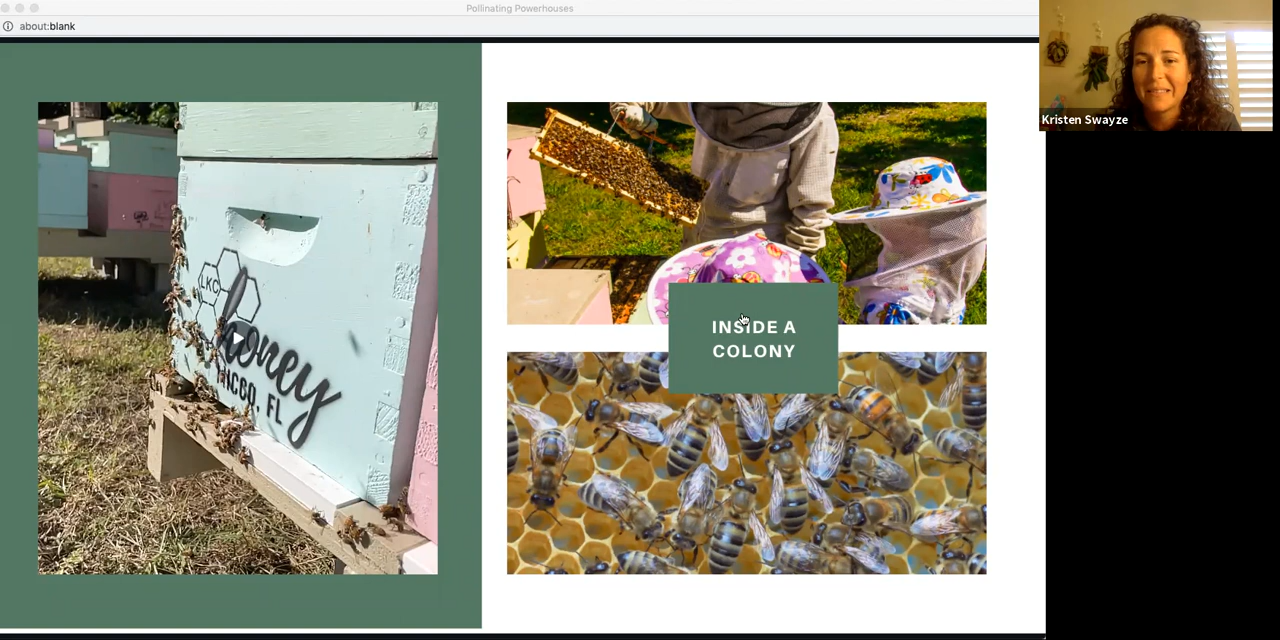 Pollinating Powerhouses
about:blank
Kristen Swayze
LKC
honey
INSIDE A
COLONY